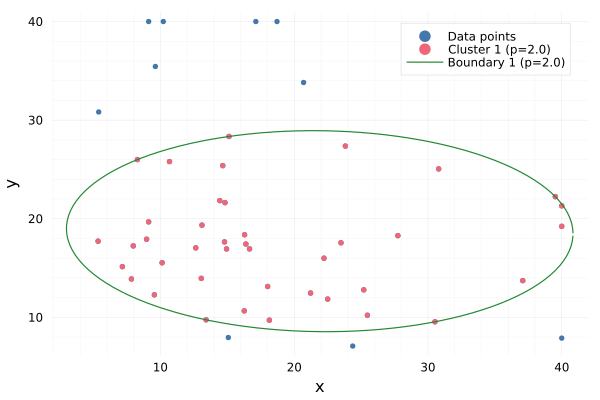 40
30
20
10
y
Data points
Cluster 1 (p=2.0)
Boundary 1 (p=2.0)
10 20 30 40
x